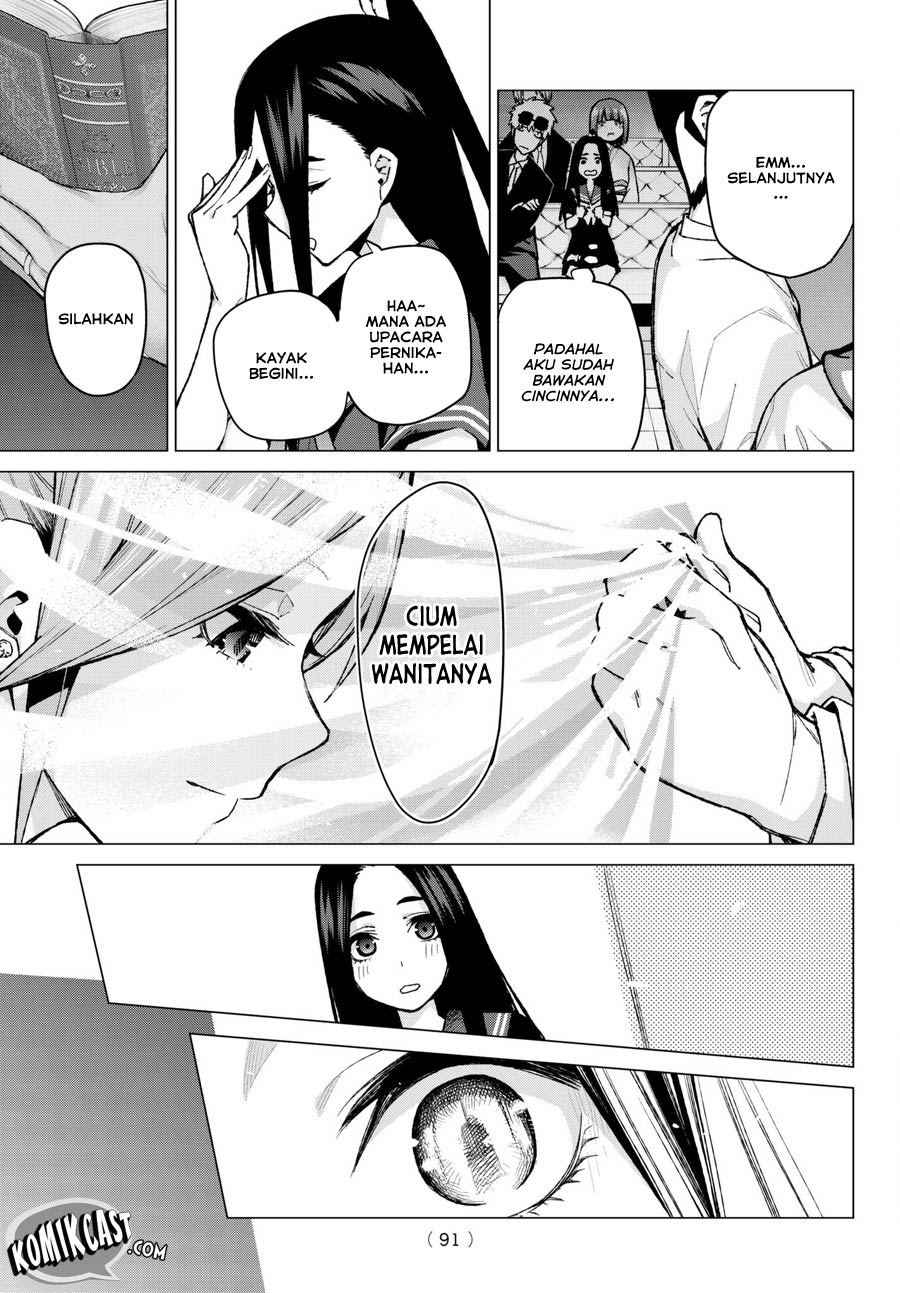 EMM...
SELANJUTNYA
...
PADAHAL
AKU SUDAH
BAWAKAN
CINCINNYA...
HAA~
MANA ADA
UPACARA
PERNIKA-
HAN...
KAYAK
BEGINI...
BIBLE
SILAHKAN
CIUM
MEMPELAI
WANITANYA
KOMIKCAST.COM
( 91 )